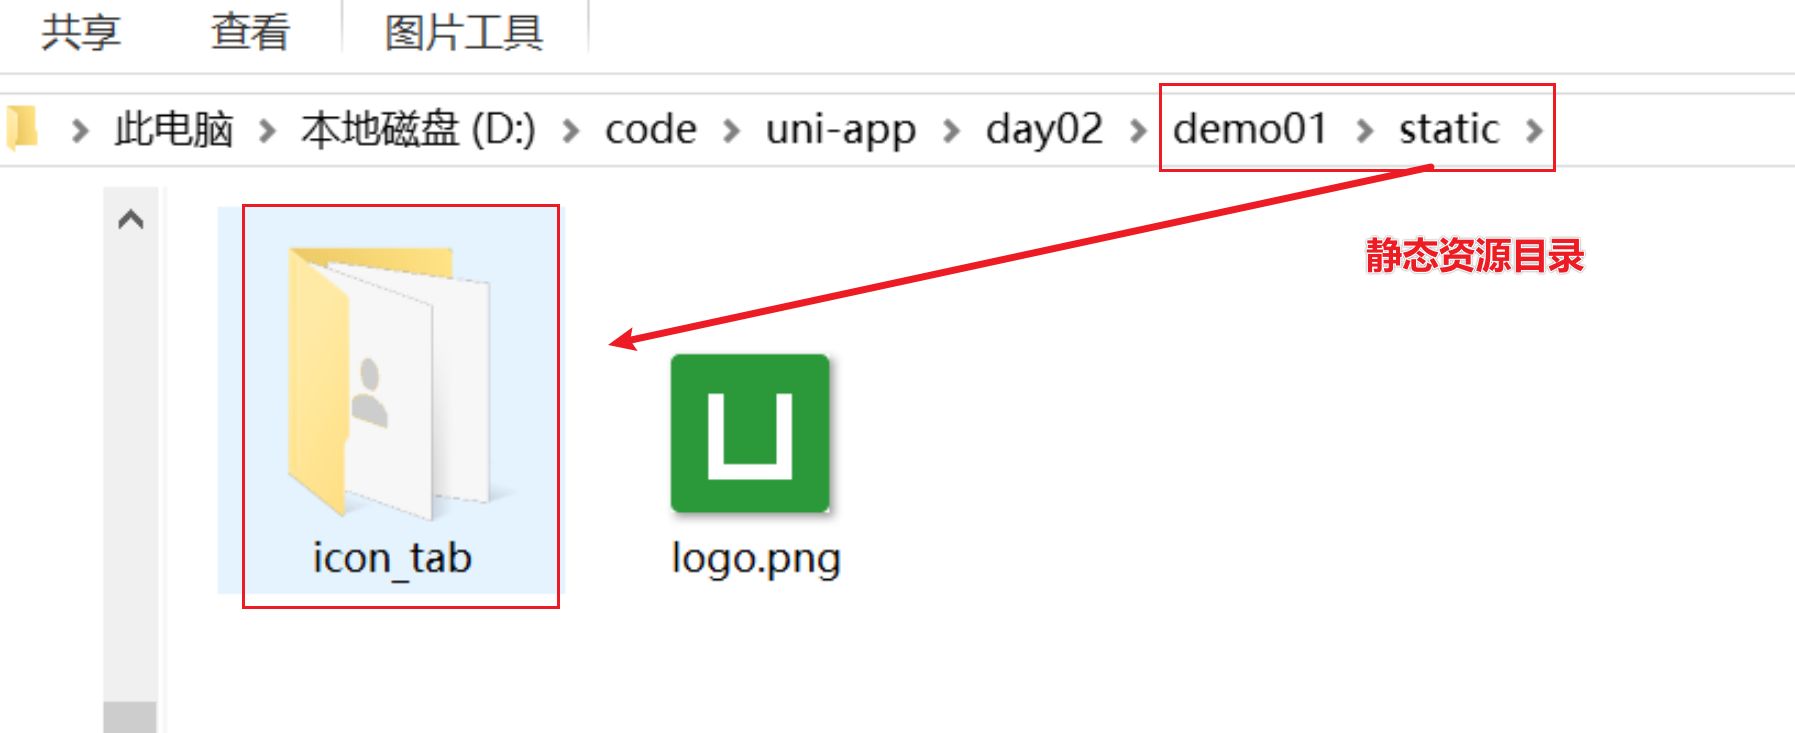 共享 查看 图片工具
此电脑 本地磁盘 (D:) code uni-app day02 demo01 static
静态资源目录
icon_tab logo.png